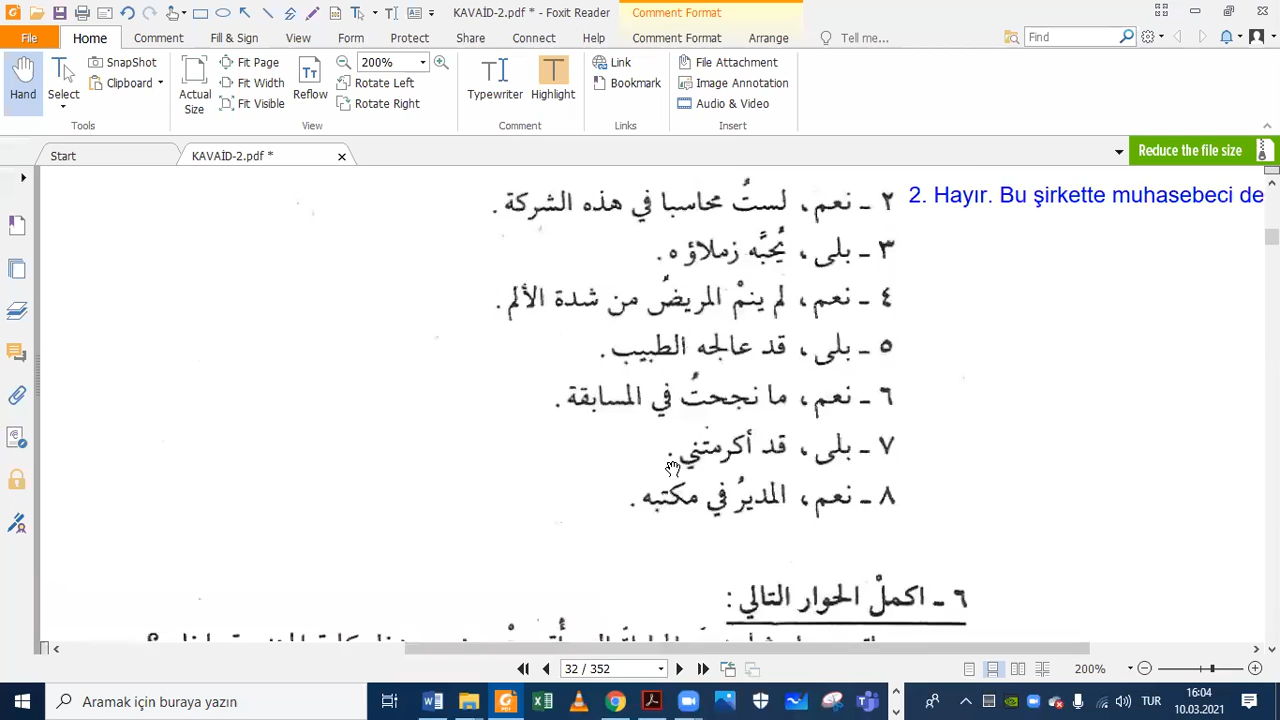 KAVAİD-2.pdf * - Foxit Reader
Comment Format
File
Home
Comment
Fill & Sign
View
Form
Protect
Share
Connect
Help
Comment Format
Arrange
Tell me...
Find
Hand
Select
SnapShot
Clipboard
Tools
Actual Size
Fit Page
Fit Width
Fit Visible
Reflow
200%
Rotate Left
Rotate Right
View
Typewriter
Highlight
Comment
Link
Bookmark
Links
File Attachment
Image Annotation
Audio & Video
Insert
Start
KAVAİD-2.pdf *
Reduce the file size
٢ ـ نعم، لستُ محاسبا في هذه الشركة .
2. Hayır. Bu şirkette muhasebeci de
٣ ـ بلى، يُحبَّه زملاؤه .
٤ ـ نعم، لم ينمْ المريضُ من شدة الألم .
٥ ـ بلى، قد عالجه الطبيب .
٦ ـ نعم، ما نجحتُ في المسابقة .
٧ ـ بلى، قد أكرمتني .
٨ ـ نعم، المديرُ في مكتبه .
٦ ـ اكملْ الحوار التالي :
32 / 352
200%
Aramak için buraya yazın
TUR
16:04
10.03.2021